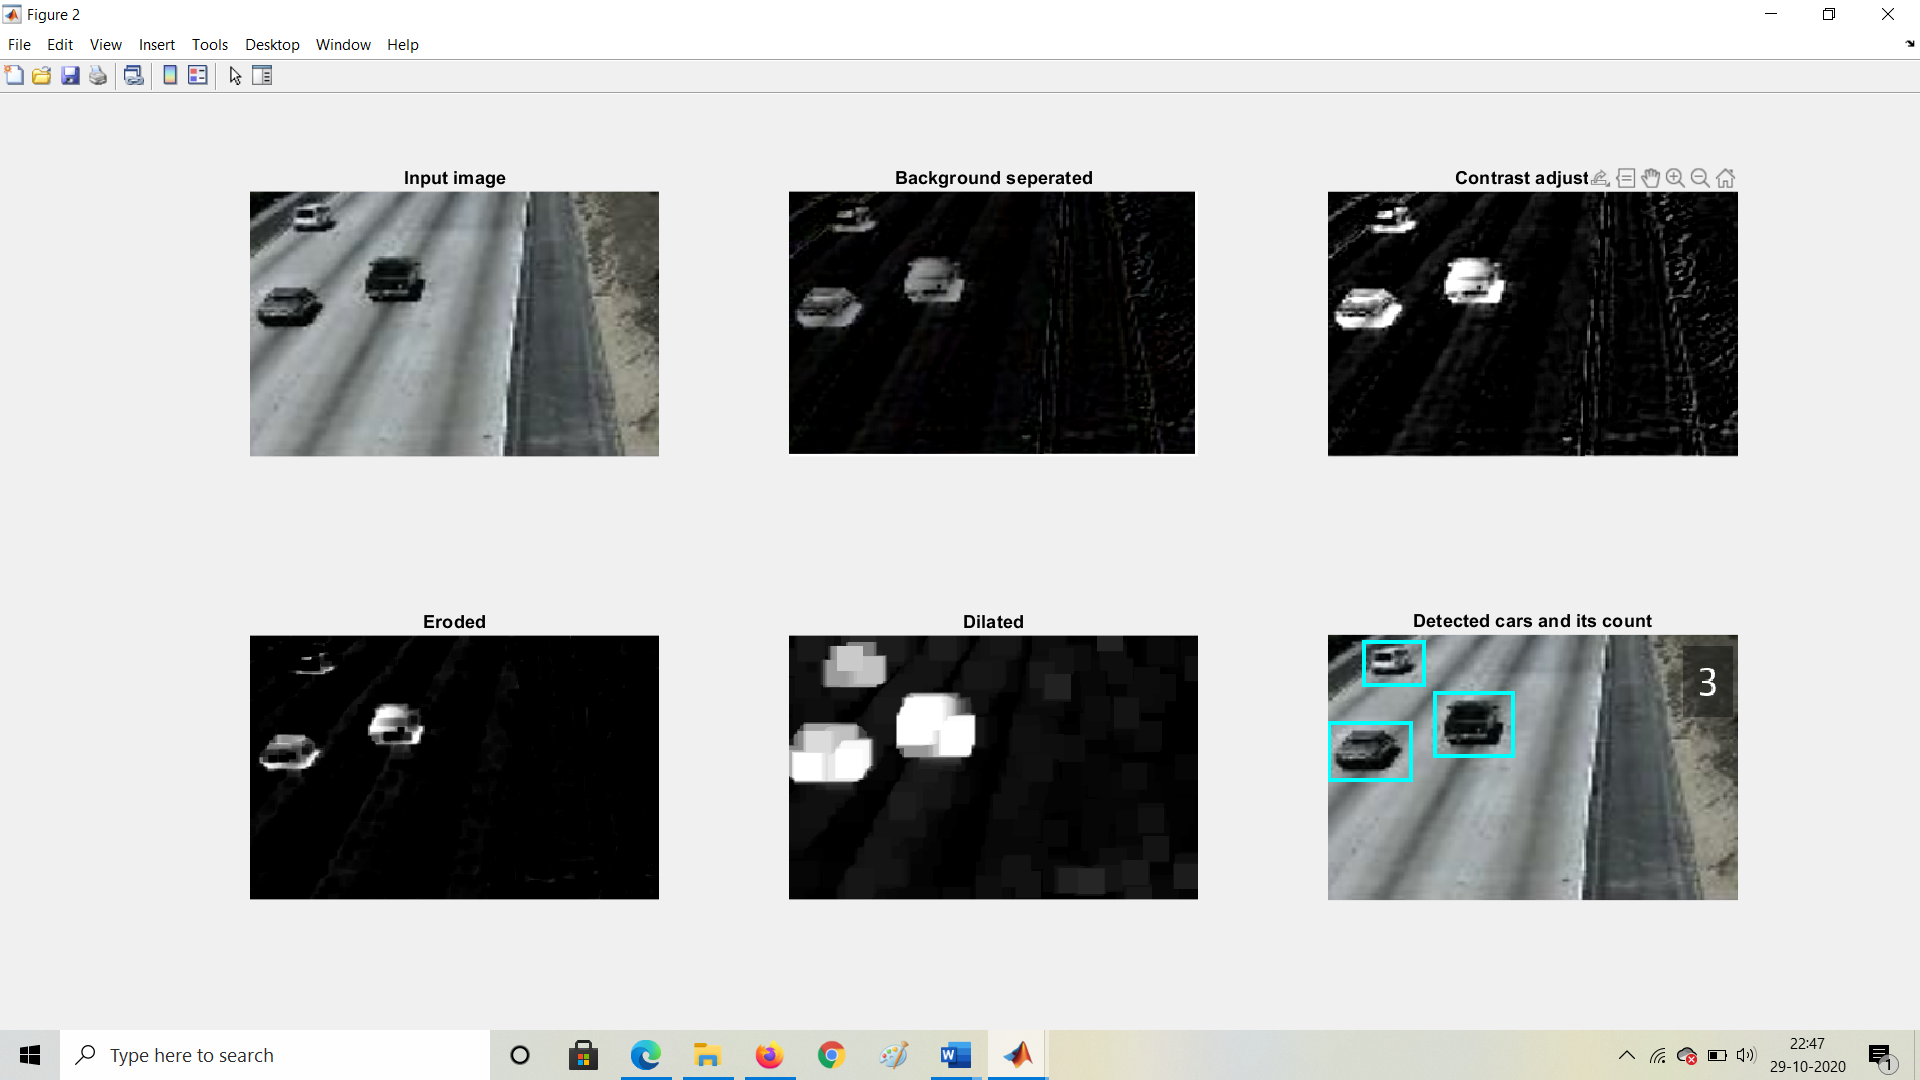 Figure 2
File Edit View Insert Tools Desktop Window Help
Input image
Background seperated
Contrast adjust
Eroded
Dilated
Detected cars and its count
3
Type here to search
W
22:47
29-10-2020
1